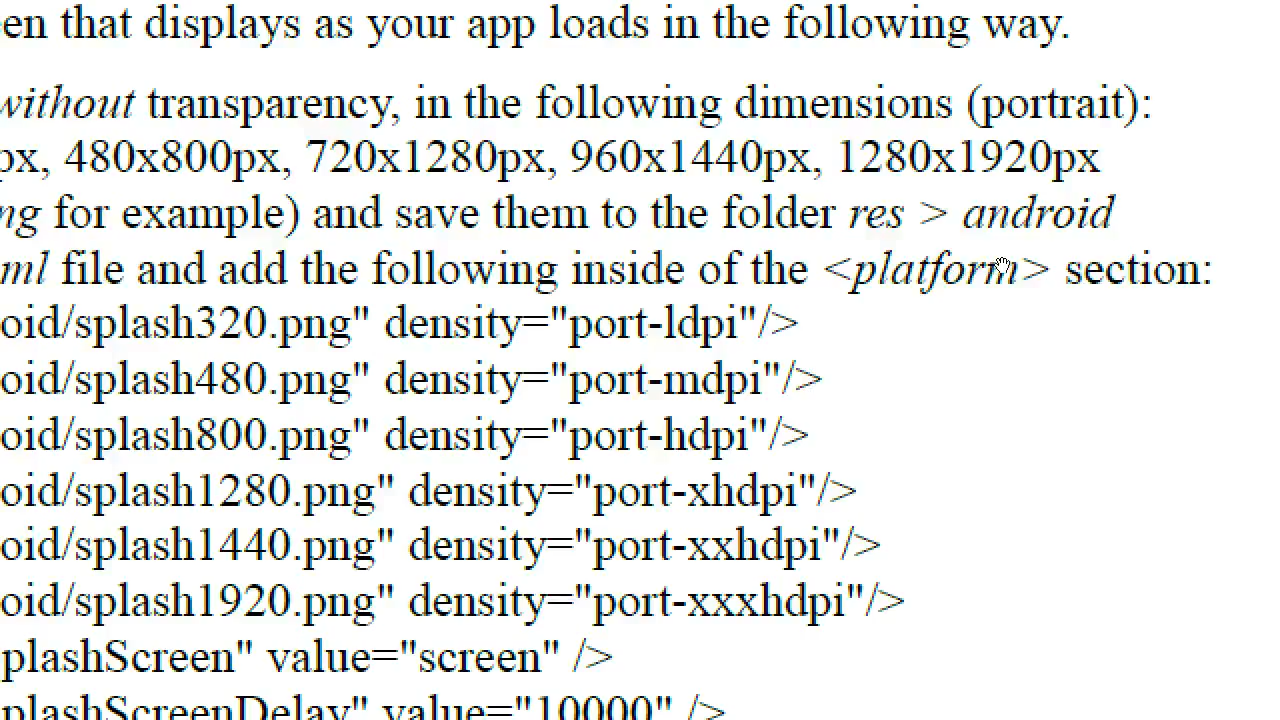 en that displays as your app loads in the following way.
without transparency, in the following dimensions (portrait):
px, 480x800px, 720x1280px, 960x1440px, 1280x1920px
ng for example) and save them to the folder res > android
ml file and add the following inside of the <platform> section:
oid/splash320.png" density="port-ldpi"/>
oid/splash480.png" density="port-mdpi"/>
oid/splash800.png" density="port-hdpi"/>
oid/splash1280.png" density="port-xhdpi"/>
oid/splash1440.png" density="port-xxhdpi"/>
oid/splash1920.png" density="port-xxxhdpi"/>
plashScreen" value="screen" />
plashScreenDelay" value="10000" />